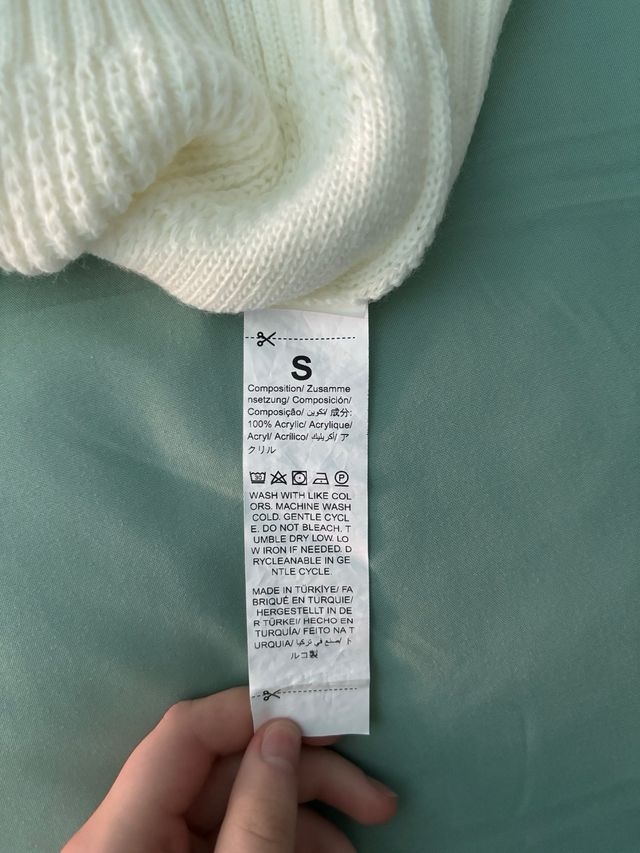 S
Composition/ Zusamme
nsetzung/ Composición/
Composição/ تكوين/ 成分:
100% Acrylic/ Acrylique/
Acryl/ Acrílico/ أكريليك/ ア
クリル
WASH WITH LIKE COL
ORS. MACHINE WASH
COLD. GENTLE CYCL
E. DO NOT BLEACH. T
UMBLE DRY LOW. LO
W IRON IF NEEDED. D
RYCLEANABLE IN GE
NTLE CYCLE.
MADE IN TÜRKİYE/ FA
BRIQUÉ EN TURQUIE/
HERGESTELLT IN DE
R TÜRKEI/ HECHO EN
TURQUÍA/ FEITO NA T
URQUIA/ صنع في تركيا/ ト
ルコ製